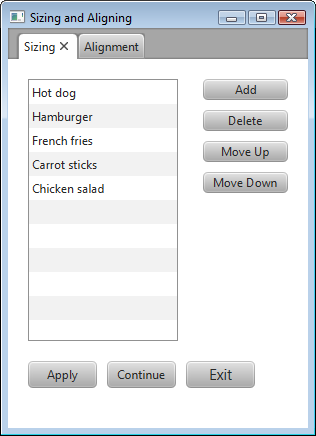 Sizing and Aligning
Sizing Alignment
Hot dog
Hamburger
French fries
Carrot sticks
Chicken salad
Add
Delete
Move Up
Move Down
Apply Continue Exit